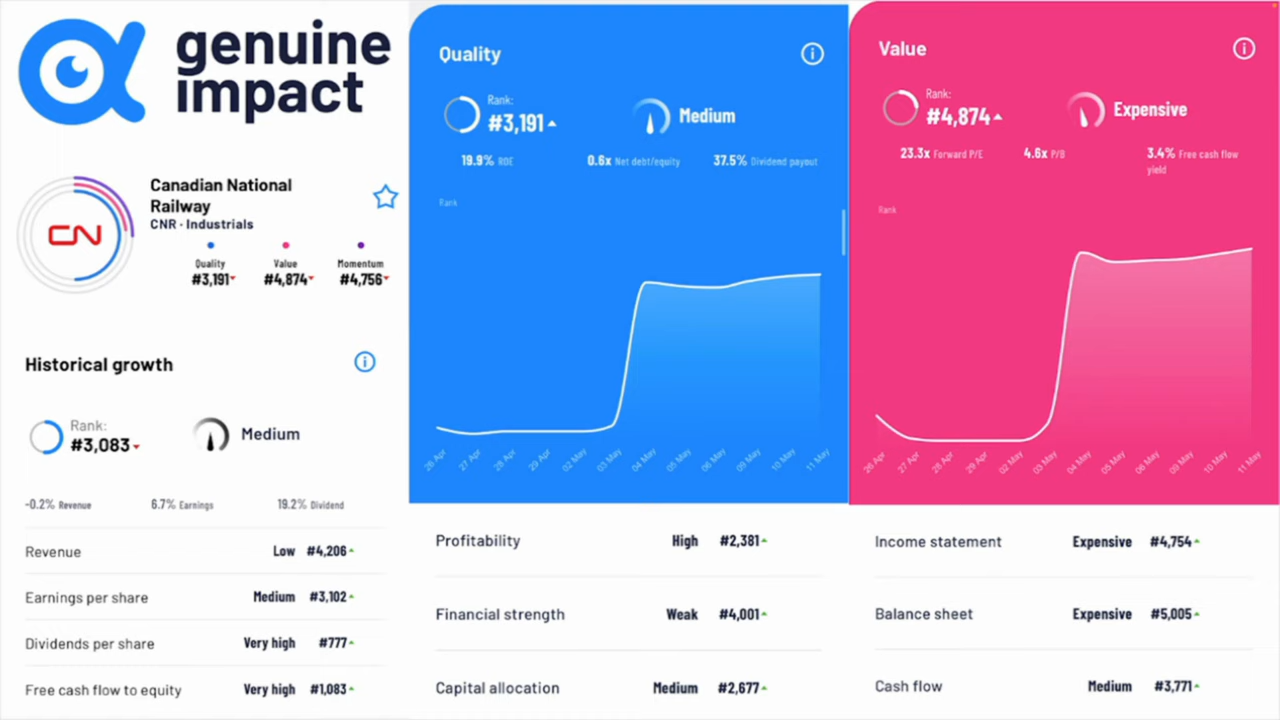 genuine
impact
Canadian National
Railway
CNR · Industrials
Quality Value Momentum
#3,191 #4,874 #4,756
CN
Historical growth
Rank:
#3,083
Medium
-0.2% Revenue 6.7% Earnings 19.2% Dividend
Revenue Low #4,206
Earnings per share Medium #3,102
Dividends per share Very high #777
Free cash flow to equity Very high #1,083
Quality
Rank:
#3,191
Medium
19.9% ROE 0.6x Net debt/equity 37.5% Dividend payout
Rank
26 Apr 27 Apr 28 Apr 29 Apr 02 May 03 May 04 May 05 May 06 May 09 May 10 May 11 May
Profitability High #2,381
Financial strength Weak #4,001
Capital allocation Medium #2,677
Value
Rank:
#4,874
Expensive
23.3x Forward P/E 4.6x P/B 3.4% Free cash flow
yield
Rank
26 Apr 27 Apr 28 Apr 29 Apr 02 May 03 May 04 May 05 May 06 May 09 May 10 May 11 May
Income statement Expensive #4,754
Balance sheet Expensive #5,005
Cash flow Medium #3,771